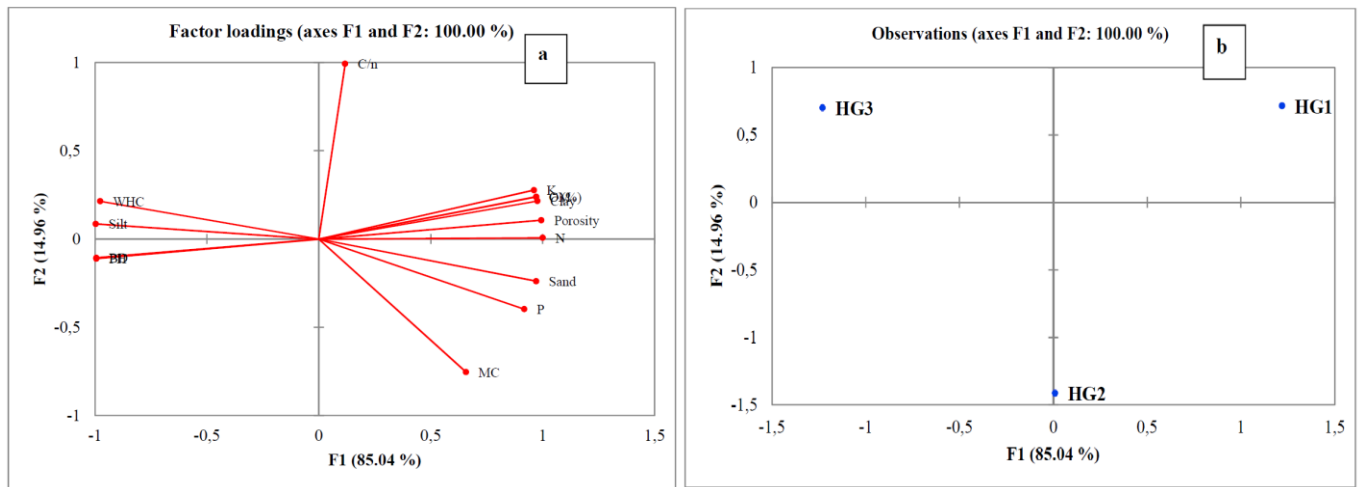 Factor loadings (axes F1 and F2: 100.00 %)
a
1
C/n
0,5
K
Clay
WHC
Silt
Porosity
0
N
Sand
P
-0,5
MC
-1
-1
-0,5
0
0,5
1
1,5
F1 (85.04 %)
F2 (14.96 %)
Observations (axes F1 and F2: 100.00 %)
b
1
HG3
HG1
0.5
0
-0.5
-1
HG2
-1,5
-1,5
-1
-0,5
0
0,5
1
1,5
F1 (85.04 %)
F2 (14.96 %)